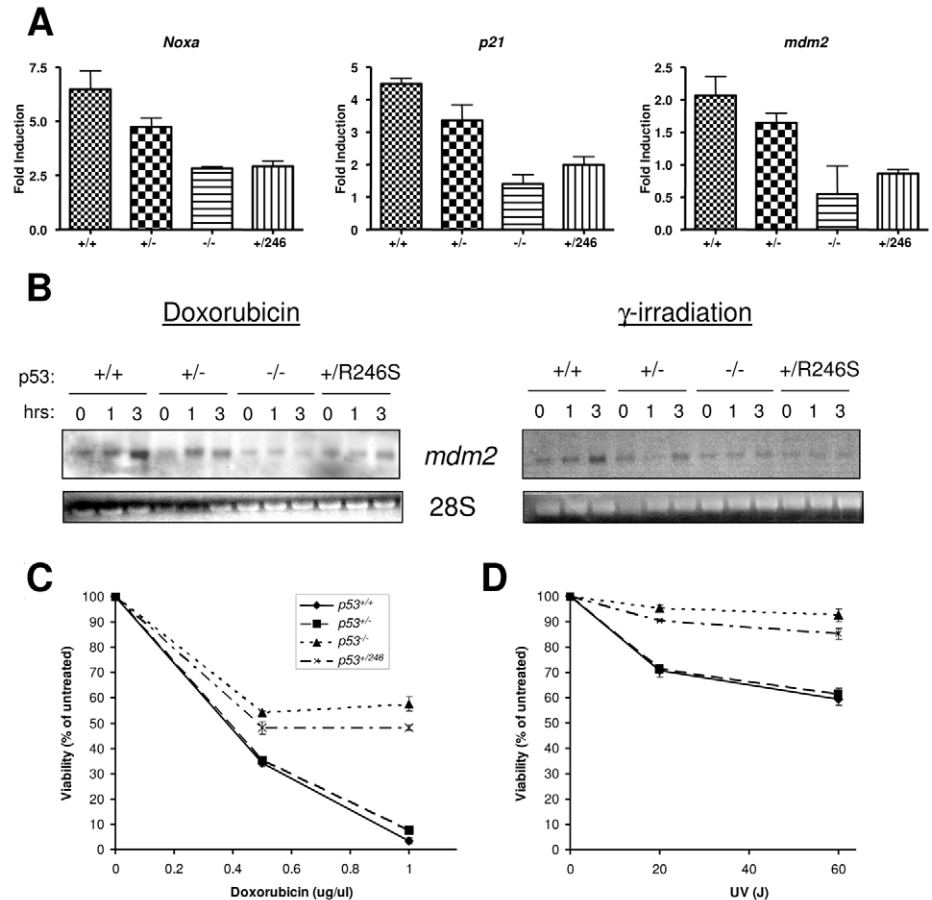 A
Noxa
Fold Induction
7.5
5.0
2.5
0.0
+/+ +/- -/- +/246
p21
Fold Induction
5
4
3
2
1
0
+/+ +/- -/- +/246
mdm2
Fold Induction
2.5
2.0
1.5
1.0
0.5
0.0
+/+ +/- -/- +/246
B
Doxorubicin
p53: +/+ +/- -/- +/R246S
hrs: 0 1 3 0 1 3 0 1 3 0 1 3
γ-irradiation
+/+ +/- -/- +/R246S
0 1 3 0 1 3 0 1 3 0 1 3
mdm2
28S
C
Viability (% of untreated)
100
90
80
70
60
50
40
30
20
10
0
0 0.2 0.4 0.6 0.8 1
Doxorubicin (ug/ul)
p53+/+
p53+/-
p53-/-
p53+/246
D
Viability (% of untreated)
100
90
80
70
60
50
40
30
20
10
0
0 20 40 60
UV (J)